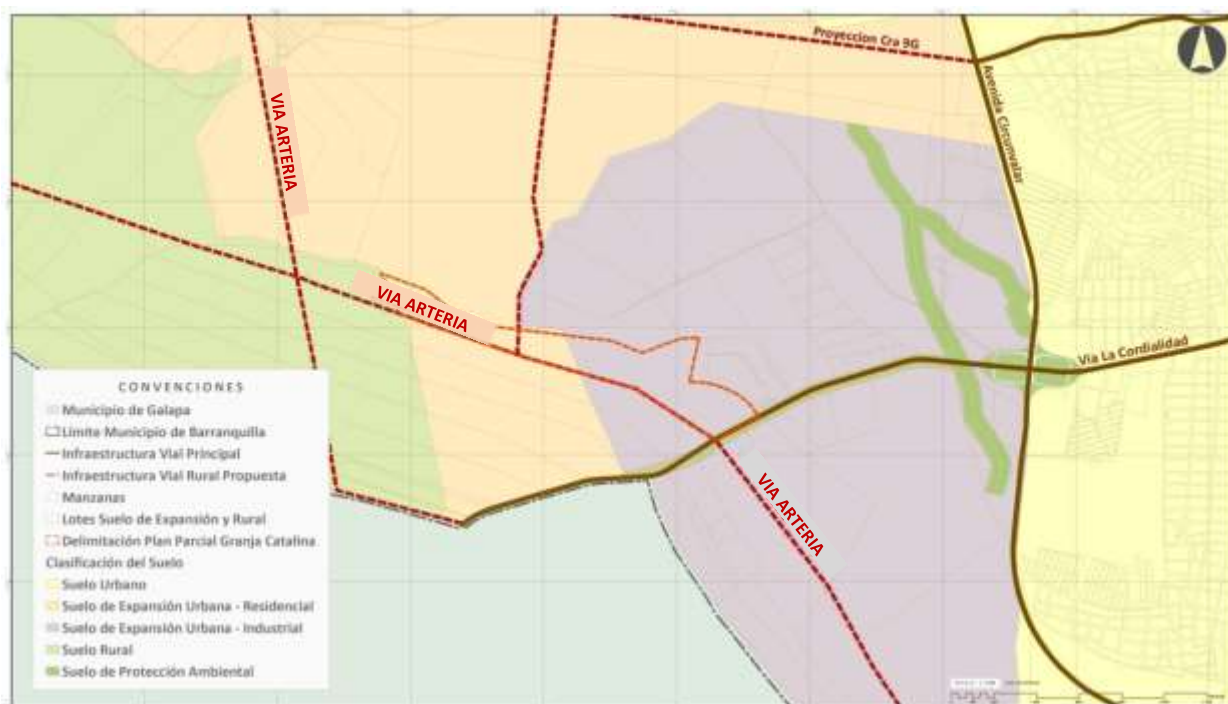 Proyeccion Cra 9G
Avenida Circunvalar
VIA ARTERIA
VIA ARTERIA
Via La Cordialidad
VIA ARTERIA
CONVENCIONES
Municipio de Galapa
Limite Municipio de Barranquilla
Infraestructura Vial Principal
Infraestructura Vial Rural Propuesta
Manzanas
Lotes Suelo de Expansión y Rural
Delimitación Plan Parcial Granja Catalina
Clasificación del Suelo
Suelo Urbano
Suelo de Expansión Urbana - Residencial
Suelo de Expansión Urbana - Industrial
Suelo Rural
Suelo de Protección Ambiental